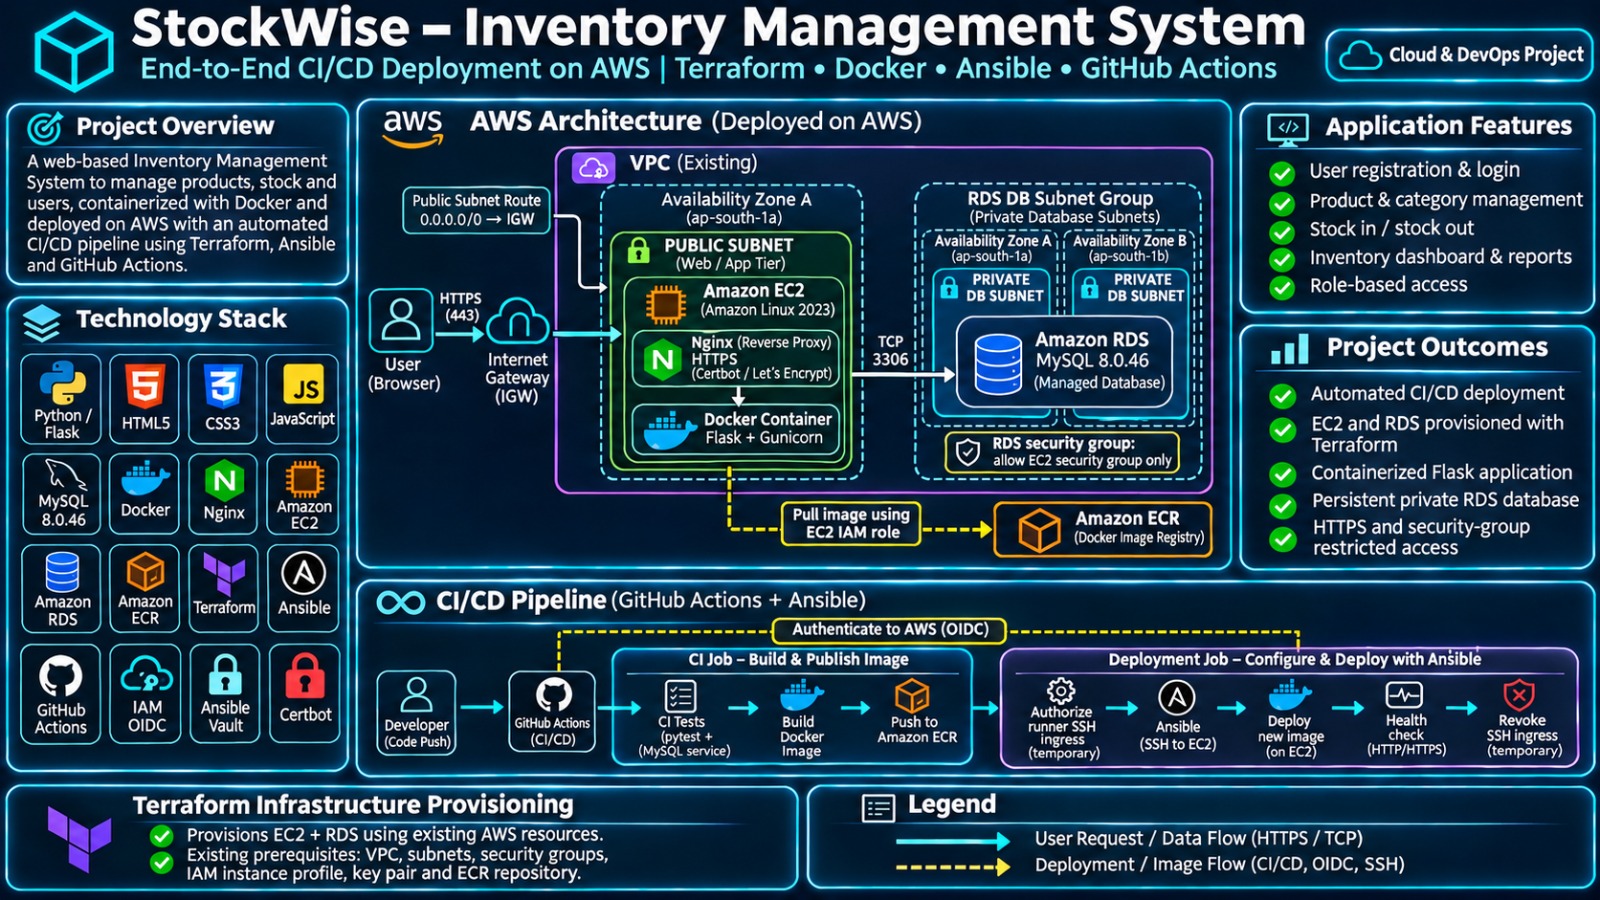 StockWise – Inventory Management System
End-to-End CI/CD Deployment on AWS | Terraform • Docker • Ansible • GitHub Actions
Cloud & DevOps Project
Project Overview
A web-based Inventory Management
System to manage products, stock and
users, containerized with Docker and
deployed on AWS with an automated
CI/CD pipeline using Terraform, Ansible
and GitHub Actions.
Technology Stack
Python /
Flask
HTML5
CSS3
JS
JavaScript
MySQL
8.0.46
Docker
Nginx
Amazon
EC2
Amazon
RDS
Amazon
ECR
Terraform
Ansible
GitHub
Actions
IAM
OIDC
Ansible
Vault
Certbot
aws
AWS Architecture (Deployed on AWS)
VPC (Existing)
Public Subnet Route
0.0.0.0/0 → IGW
User
(Browser)
HTTPS
(443)
Internet
Gateway
(IGW)
Availability Zone A
(ap-south-1a)
PUBLIC SUBNET
(Web / App Tier)
Amazon EC2
(Amazon Linux 2023)
Nginx (Reverse Proxy)
HTTPS
(Certbot / Let's Encrypt)
Docker Container
Flask + Gunicorn
TCP
3306
RDS DB Subnet Group
(Private Database Subnets)
Availability Zone A
(ap-south-1a)
PRIVATE
DB SUBNET
Availability Zone B
(ap-south-1b)
PRIVATE
DB SUBNET
Amazon RDS
MySQL 8.0.46
(Managed Database)
RDS security group:
allow EC2 security group only
Pull image using
EC2 IAM role
Amazon ECR
(Docker Image Registry)
Application Features
User registration & login
Product & category management
Stock in / stock out
Inventory dashboard & reports
Role-based access
Project Outcomes
Automated CI/CD deployment
EC2 and RDS provisioned with
Terraform
Containerized Flask application
Persistent private RDS database
HTTPS and security-group
restricted access
CI/CD Pipeline (GitHub Actions + Ansible)
Authenticate to AWS (OIDC)
Developer
(Code Push)
GitHub Actions
(CI/CD)
CI Job – Build & Publish Image
CI Tests
(pytest +
(MySQL service)
Build
Docker
Image
Push to
Amazon ECR
Deployment Job – Configure & Deploy with Ansible
Authorize
runner SSH
ingress
(temporary)
Ansible
(SSH to EC2)
Deploy
new image
(on EC2)
Health
check
(HTTP/HTTPS)
Revoke
SSH ingress
(temporary)
Terraform Infrastructure Provisioning
Provisions EC2 + RDS using existing AWS resources.
Existing prerequisites: VPC, subnets, security groups,
IAM instance profile, key pair and ECR repository.
Legend
User Request / Data Flow (HTTPS / TCP)
Deployment / Image Flow (CI/CD, OIDC, SSH)